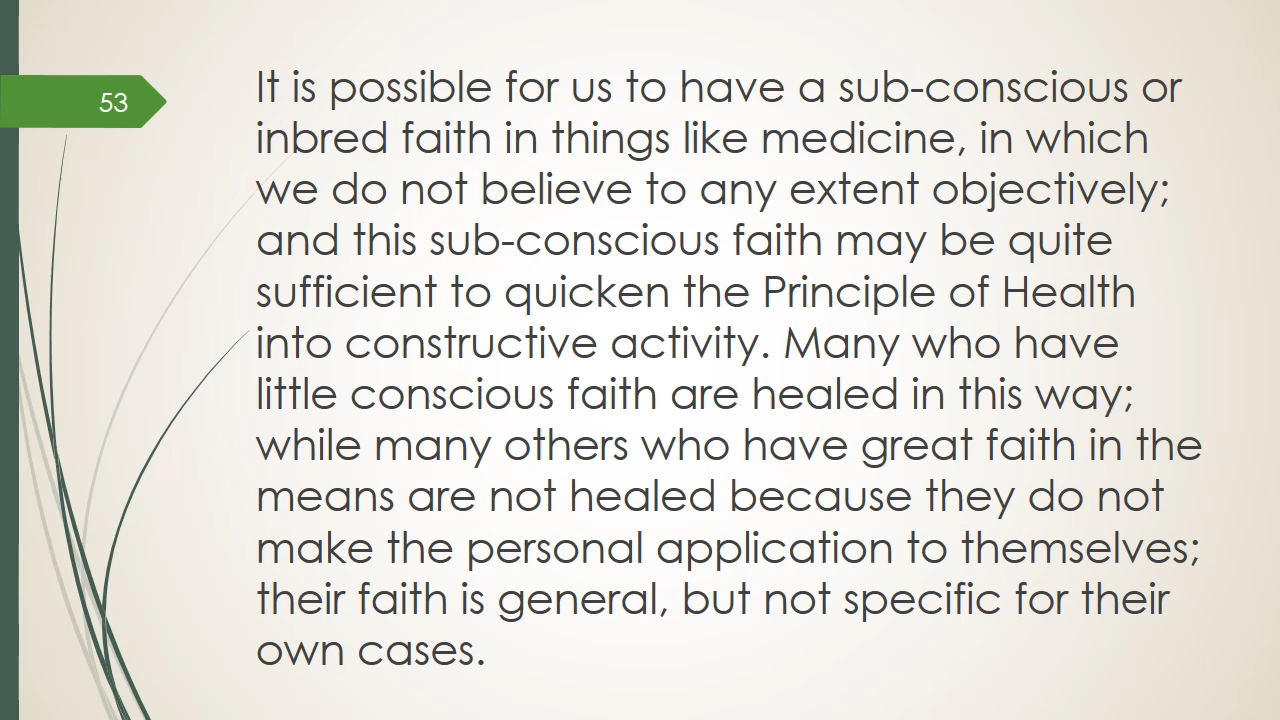 53
It is possible for us to have a sub-conscious or
inbred faith in things like medicine, in which
we do not believe to any extent objectively;
and this sub-conscious faith may be quite
sufficient to quicken the Principle of Health
into constructive activity. Many who have
little conscious faith are healed in this way;
while many others who have great faith in the
means are not healed because they do not
make the personal application to themselves;
their faith is general, but not specific for their
own cases.